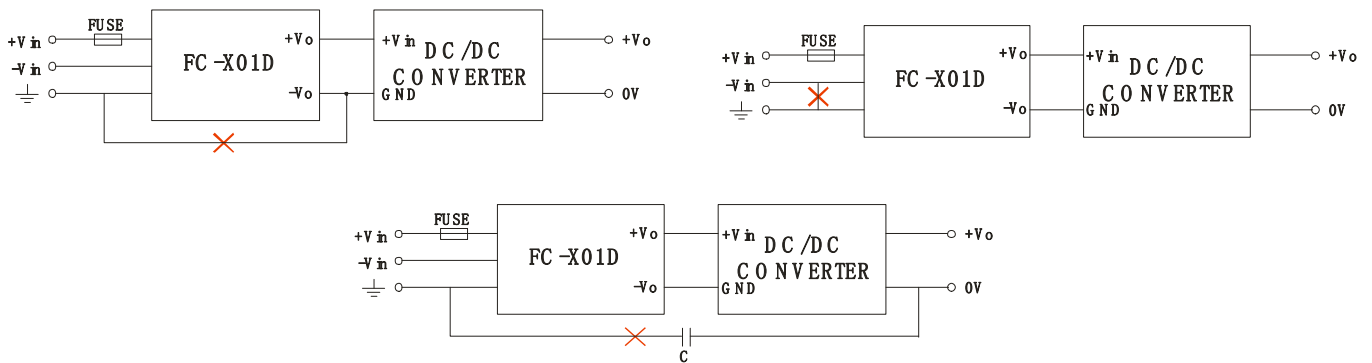 FUSE
+Vin
-Vin
FC-X01D
+Vo
-Vo
+Vin
GND
DC/DC
CONVERTER
+Vo
0V
FUSE
+Vin
-Vin
FC-X01D
+Vo
-Vo
+Vin
GND
DC/DC
CONVERTER
+Vo
0V
FUSE
+Vin
-Vin
FC-X01D
+Vo
-Vo
+Vin
GND
DC/DC
CONVERTER
+Vo
0V
C